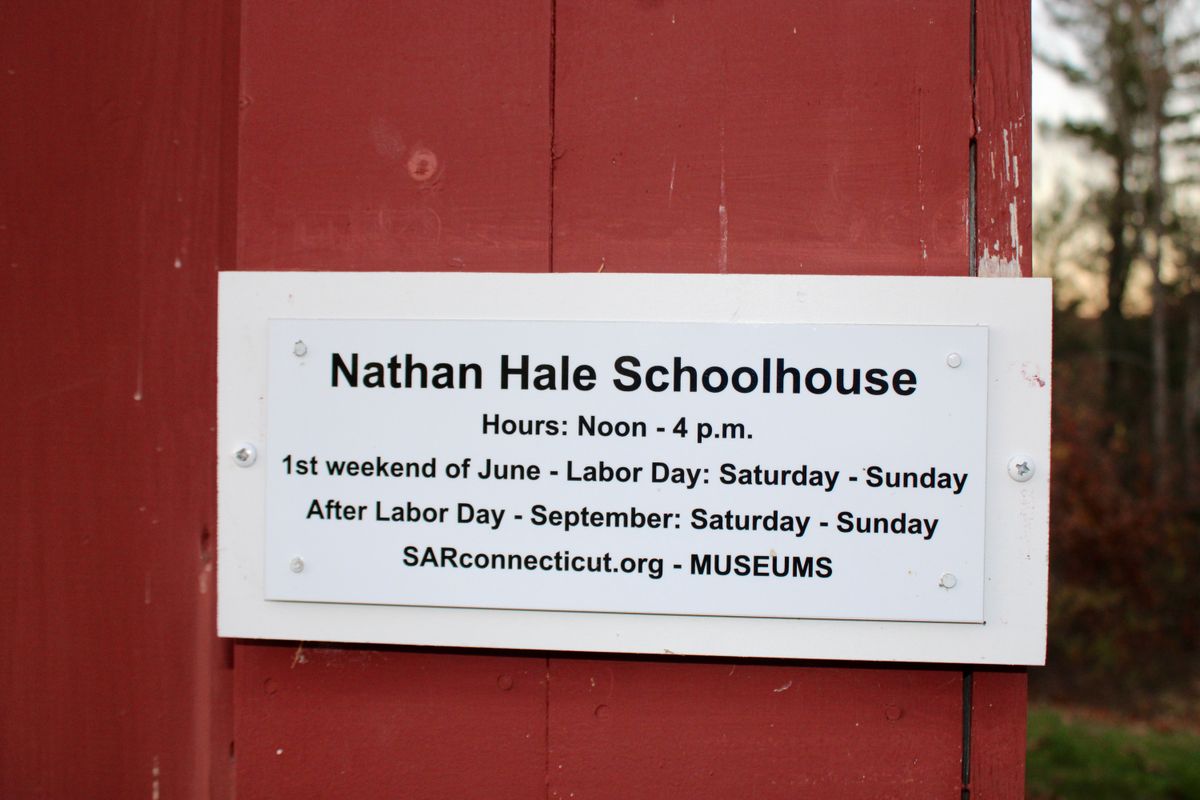 Nathan Hale Schoolhouse
Hours: Noon - 4 p.m.
1st weekend of June - Labor Day: Saturday - Sunday
After Labor Day - September: Saturday - Sunday
SARconnecticut.org - MUSEUMS